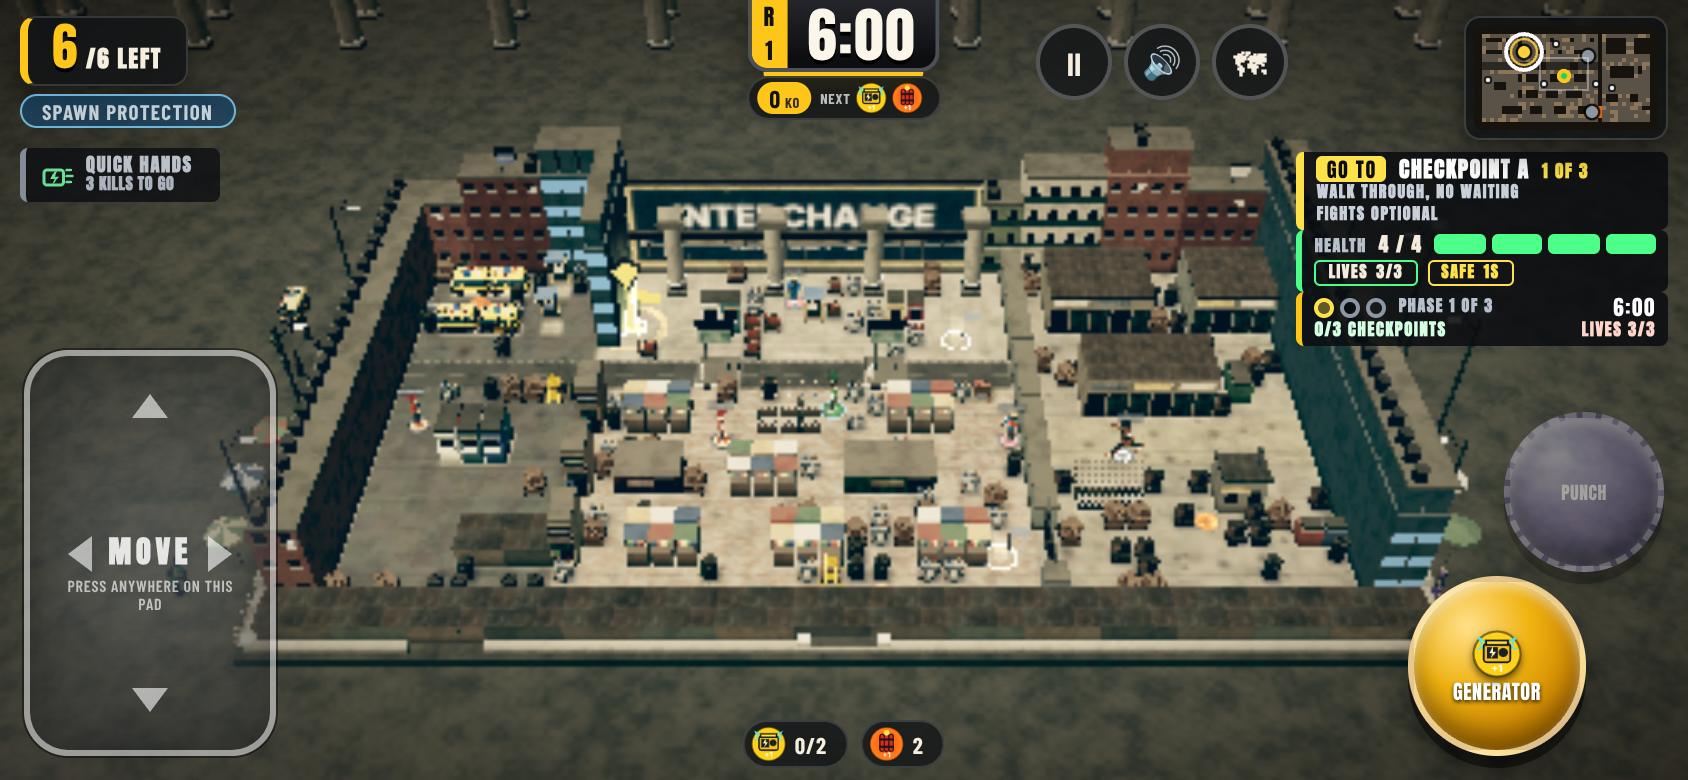 6 /6 LEFT
SPAWN PROTECTION
QUICK HANDS
3 KILLS TO GO
R 1
6:00
0 KO NEXT
INTERCHANGE
GO TO CHECKPOINT A 1 OF 3
WALK THROUGH, NO WAITING
FIGHTS OPTIONAL
HEALTH 4 / 4
LIVES 3/3 SAFE 1S
PHASE 1 OF 3 6:00
0/3 CHECKPOINTS LIVES 3/3
MOVE
PRESS ANYWHERE ON THIS
PAD
PUNCH
+1
GENERATOR
0/2
2